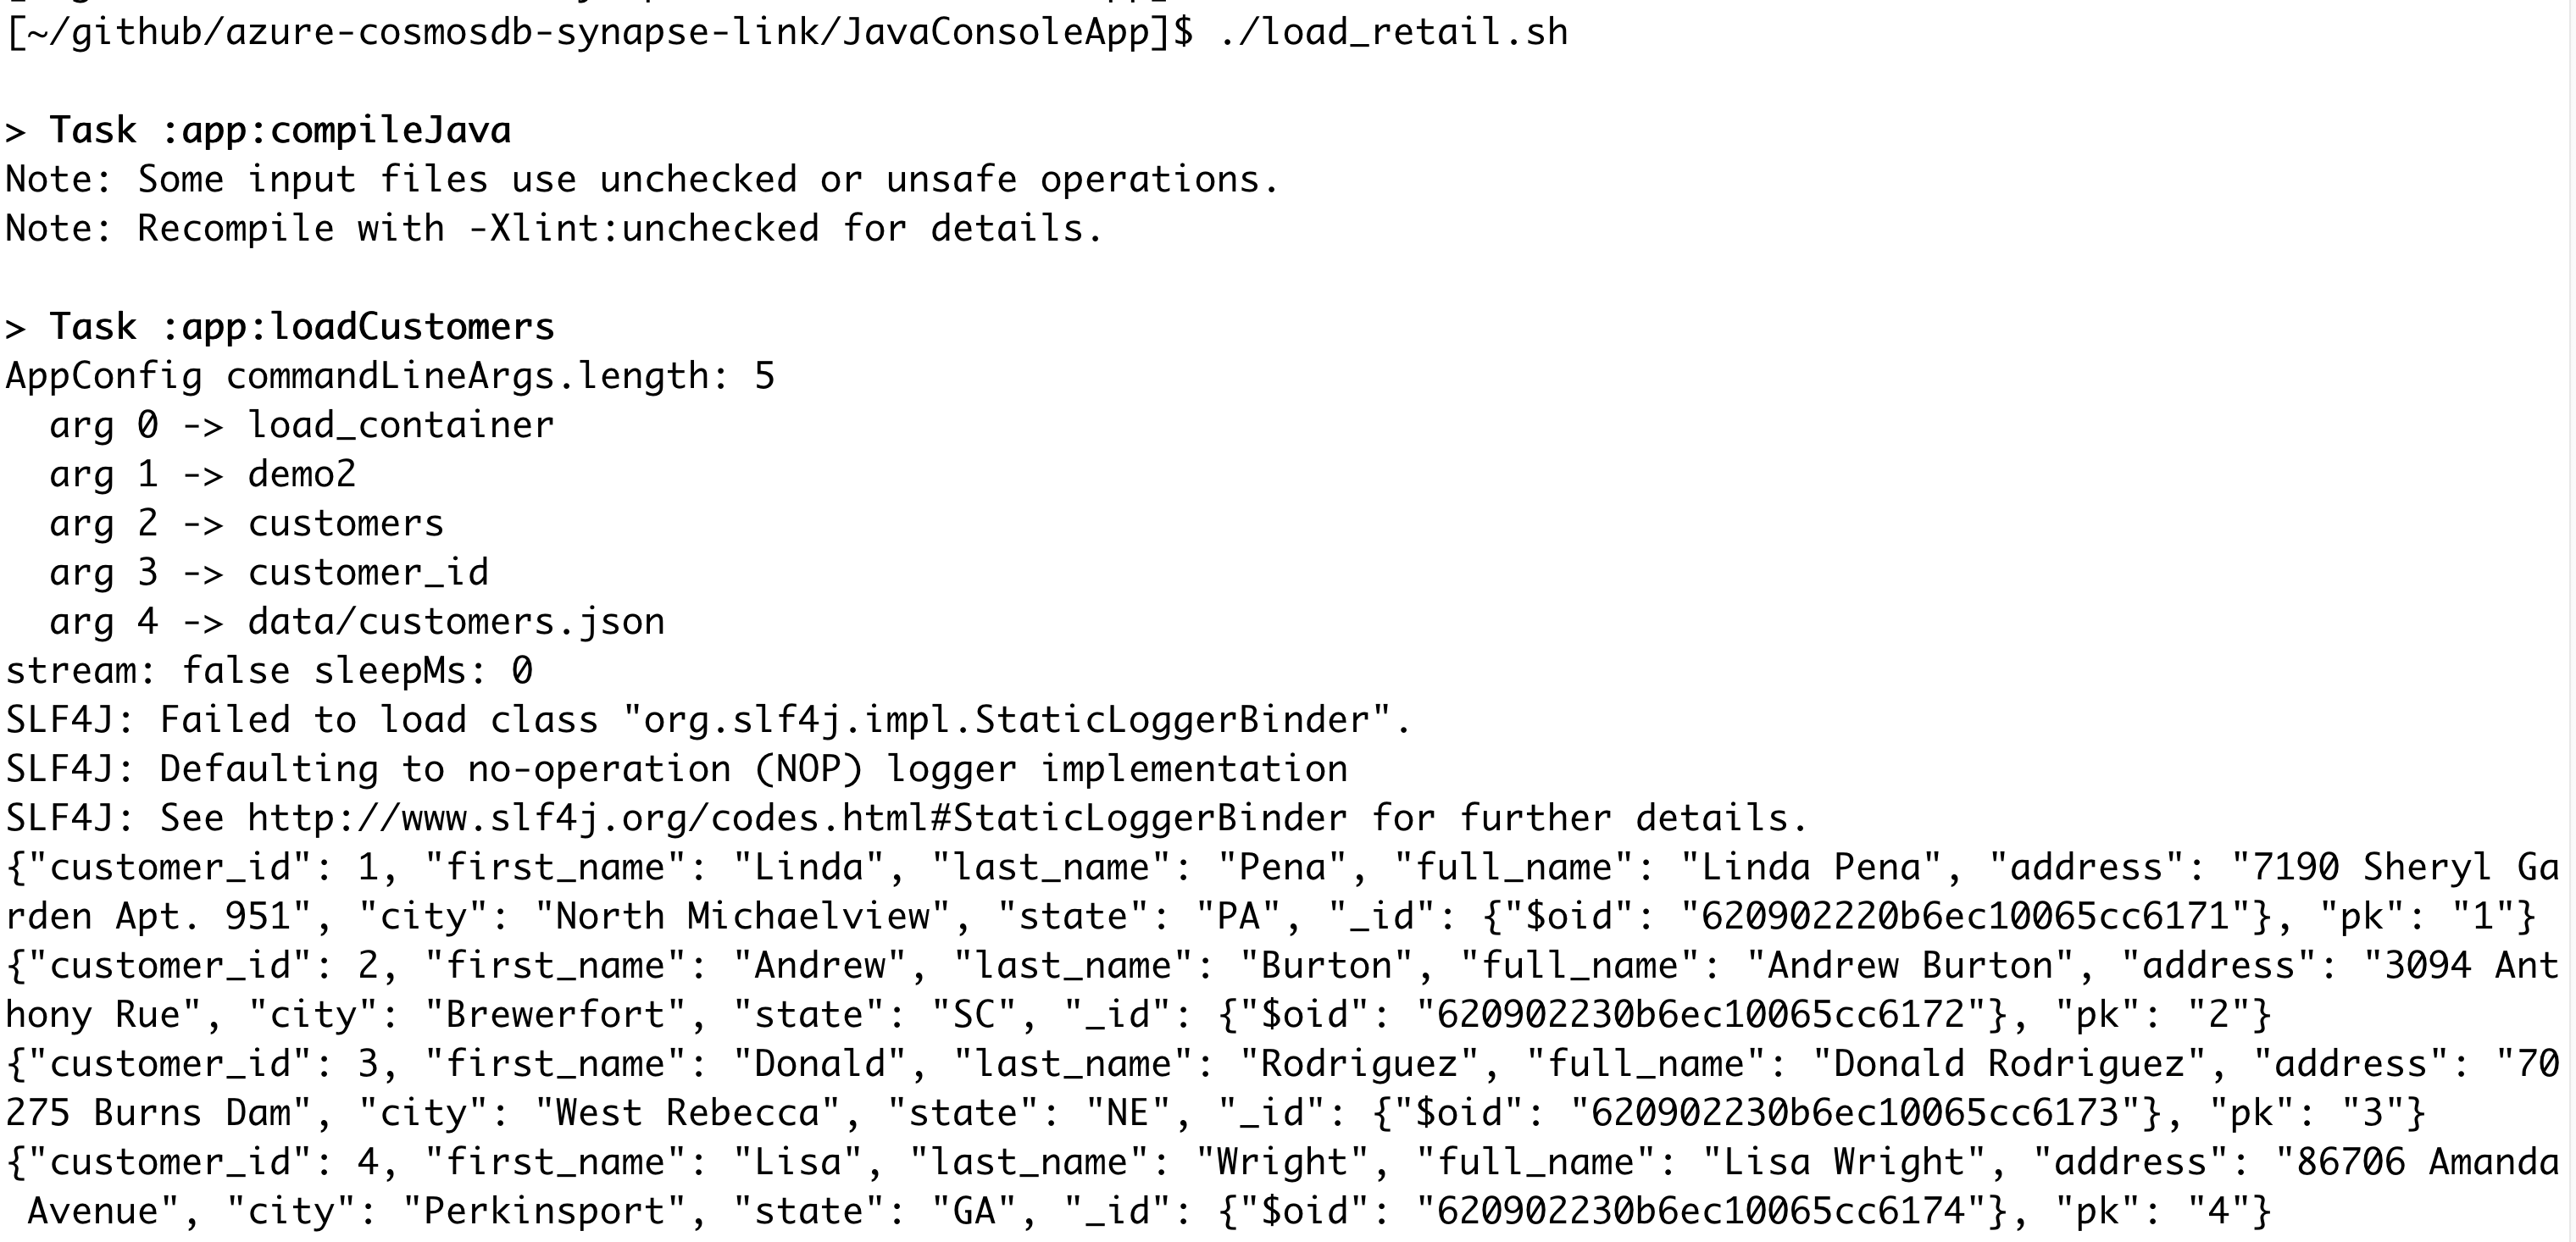 [~/github/azure-cosmosdb-synapse-link/JavaConsoleApp]$ ./load_retail.sh

> Task :app:compileJava
Note: Some input files use unchecked or unsafe operations.
Note: Recompile with -Xlint:unchecked for details.

> Task :app:loadCustomers
AppConfig commandLineArgs.length: 5
  arg 0 -> load_container
  arg 1 -> demo2
  arg 2 -> customers
  arg 3 -> customer_id
  arg 4 -> data/customers.json
stream: false sleepMs: 0
SLF4J: Failed to load class "org.slf4j.impl.StaticLoggerBinder".
SLF4J: Defaulting to no-operation (NOP) logger implementation
SLF4J: See http://www.slf4j.org/codes.html#StaticLoggerBinder for further details.
{"customer_id": 1, "first_name": "Linda", "last_name": "Pena", "full_name": "Linda Pena", "address": "7190 Sheryl Ga
rden Apt. 951", "city": "North Michaelview", "state": "PA", "_id": {"$oid": "620902220b6ec10065cc6171"}, "pk": "1"}
{"customer_id": 2, "first_name": "Andrew", "last_name": "Burton", "full_name": "Andrew Burton", "address": "3094 Ant
hony Rue", "city": "Brewerfort", "state": "SC", "_id": {"$oid": "620902230b6ec10065cc6172"}, "pk": "2"}
{"customer_id": 3, "first_name": "Donald", "last_name": "Rodriguez", "full_name": "Donald Rodriguez", "address": "70
275 Burns Dam", "city": "West Rebecca", "state": "NE", "_id": {"$oid": "620902230b6ec10065cc6173"}, "pk": "3"}
{"customer_id": 4, "first_name": "Lisa", "last_name": "Wright", "full_name": "Lisa Wright", "address": "86706 Amanda
 Avenue", "city": "Perkinsport", "state": "GA", "_id": {"$oid": "620902230b6ec10065cc6174"}, "pk": "4"}